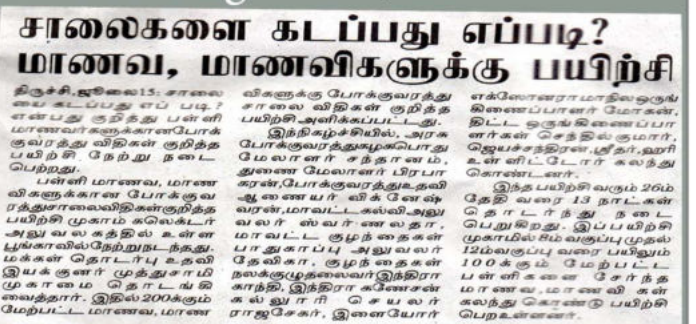 சாலைகளை கடப்பது எப்படி?
மாணவ, மாணவிகளுக்கு பயிற்சி
திருச்சி,ஜூலை15: சாலை
யை கடப்பது எப் படி?
என்பது குறித்து பள்ளி
மாணவர்களுக்கானபோக்
குவரத்து விதிகள் குறித்த
பயிற்சி நேற்று நடை
பெற்றது.
பள்ளி மாணவ, மாண
விகளுக்கான போக்குவ
ரத்துசாலைவிதிகள்குறித்த
பயிற்சி முகாம் கலெக்டர்
அலுவலகத்தில் உள்ள
பூங்காவில்நேற்றுநடந்தது.
மக்கள் தொடர்பு உதவி
இயக்குனர் முத்துசாமி
முகாமை தொடங்கி
வைத்தார். இதில்200க்கும்
மேற்பட்ட மாணவ, மாண
விகளுக்கு போக்குவரத்து
சாலை விதிகள் குறித்த
பயிற்சி அளிக்கப்பட்டது.
இந்நிகழ்ச்சியில், அரசு
போக்குவரத்துகழகபொது
மேலாளர் சந்தானம்,
துணை மேலாளர் பிரபா
கரன்,போக்குவரத்துஉதவி
ஆணையர் விக்னேஷ்
வரன்,மாவட்டகல்விஅலு
வலர் ஸ்வர்ணலதா,
மாவட்ட குழந்தைகள்
பாதுகாப்பு அலுவலர்
தேவிகா, குழந்தைகள்
நலக்குழுதலைவர்இந்திரா
காந்தி, இந்திரா கணேசன்
கல்லூரி செயலர்
ராஜசேகர், இளையோர்
எக்ஸோனராமாநிலஒருங்
கிணைப்பாளர் மோகன்,
திட்ட ஒருங்கிணைப்பா
ளர்கள் செந்தில்குமார்,
ஜெயச்சந்திரன்,ஸ்ரீதர்,ஹரி
உள்ளிட்டோர் கலந்து
கொண்டனர்.
இந்த பயிற்சி வரும் 26ம்
தேதி வரை 13 நாட்கள்
தொடர்ந்து நடை
பெறுகிறது. இப்பயிற்சி
முகாமில்8ம்வகுப்புமுதல்
12ம்வகுப்பு வரை பயிலும்
10க்கும் மேற்பட்ட
பள்ளிகளை சேர்ந்த
மாணவ,மாணவி கள்
கலந்து கொண்டு பயிற்சி
பெறஉள்ளனர்.